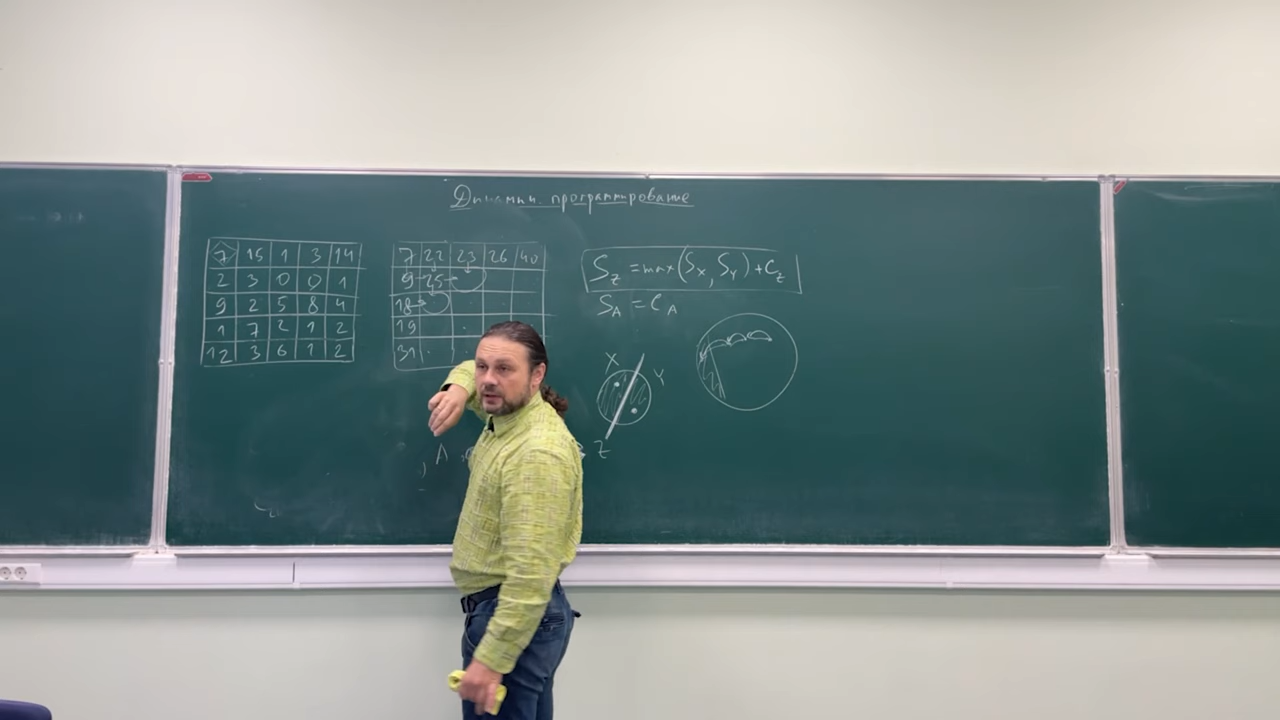 Динамич. программирование
7 15 1 3 14
2 3 0 0 1
9 2 5 8 4
1 7 2 1 2
12 3 6 1 2
7 22 23 26 40
9 25
18
19
31
S_Z = max(S_X, S_Y) + C_Z
S_A = C_A
X
Y
Z
A